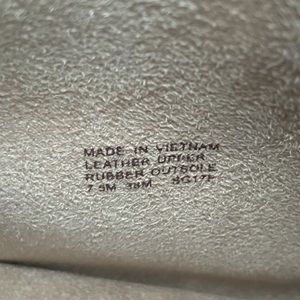 MADE IN VIETNAM
LEATHER UPPER
RUBBER OUTSOLE
7.5M 38M